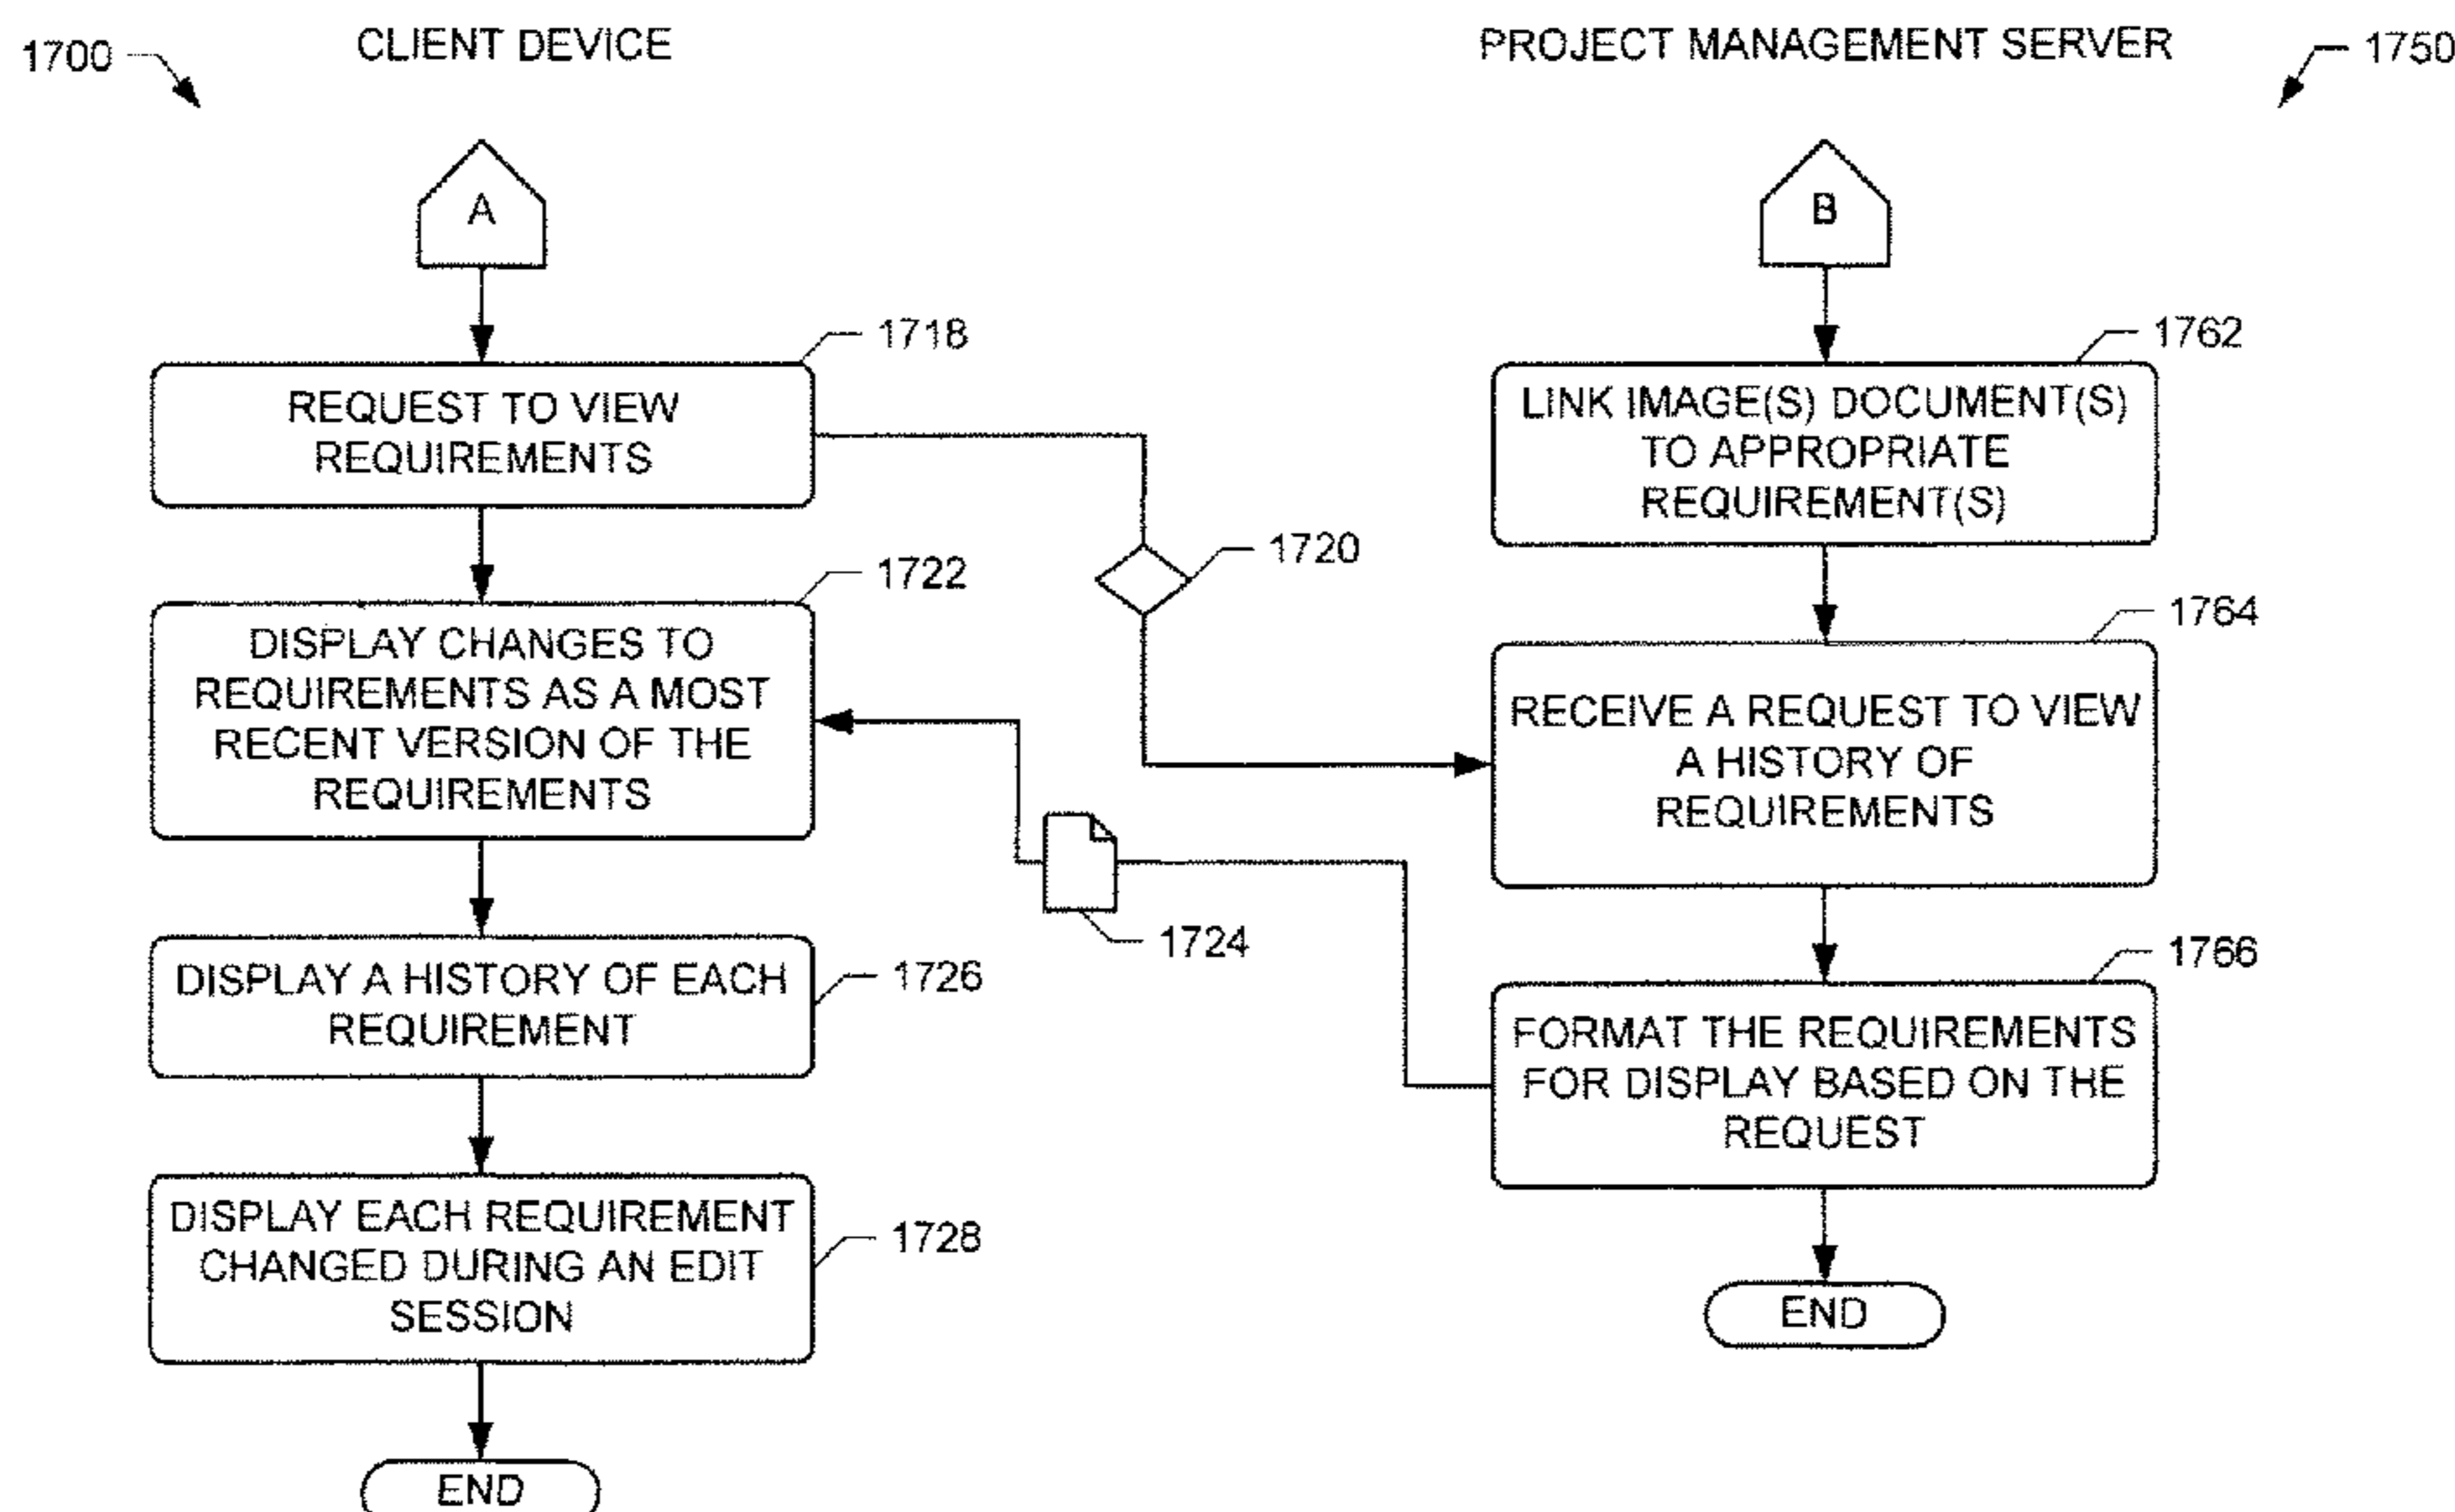 1700
CLIENT DEVICE
PROJECT MANAGEMENT SERVER
1750
A
1718
REQUEST TO VIEW
REQUIREMENTS
1722
DISPLAY CHANGES TO
REQUIREMENTS AS A MOST
RECENT VERSION OF THE
REQUIREMENTS
1726
DISPLAY A HISTORY OF EACH
REQUIREMENT
1728
DISPLAY EACH REQUIREMENT
CHANGED DURING AN EDIT
SESSION
END
1720
1724
B
1762
LINK IMAGE(S) DOCUMENT(S)
TO APPROPRIATE
REQUIREMENT(S)
1764
RECEIVE A REQUEST TO VIEW
A HISTORY OF
REQUIREMENTS
1766
FORMAT THE REQUIREMENTS
FOR DISPLAY BASED ON THE
REQUEST
END